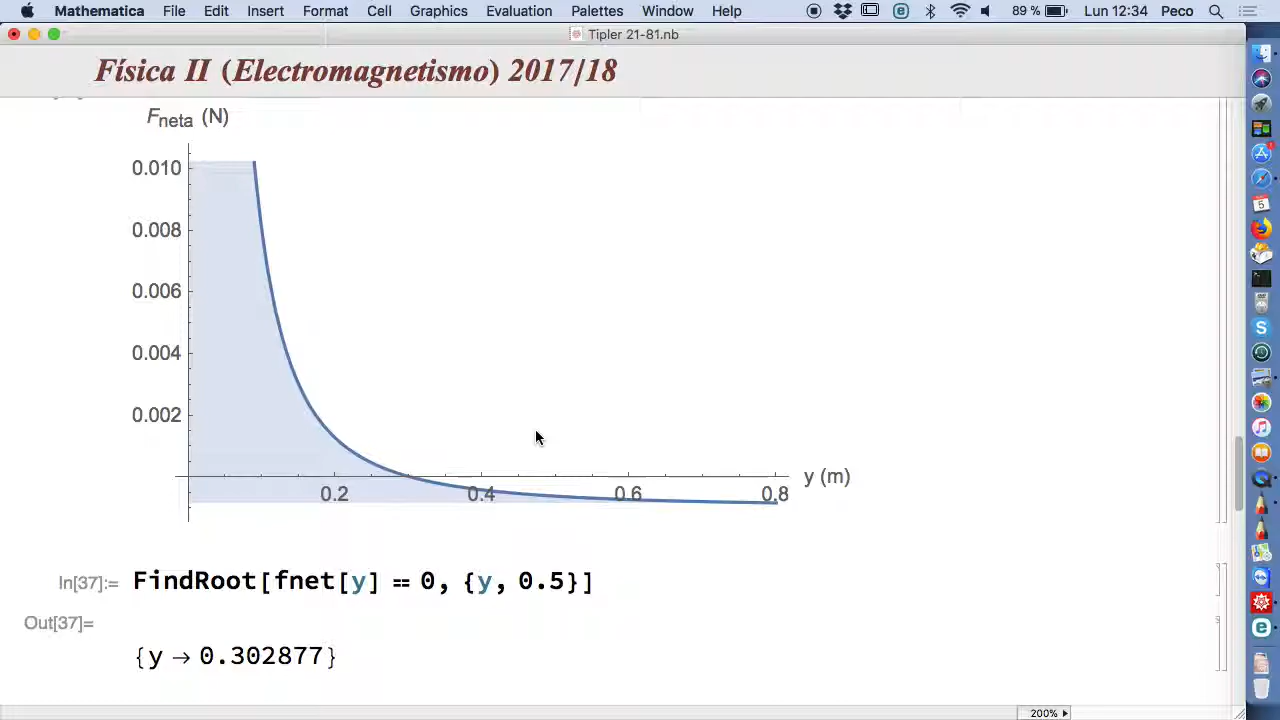 Mathematica File Edit Insert Format Cell Graphics Evaluation Palettes Window Help 89 % Lun 12:34 Peco
Tipler 21-81.nb
Física II (Electromagnetismo) 2017/18
Fneta (N)
0.010
0.008
0.006
0.004
0.002
y (m)
0.2 0.4 0.6 0.8
In[37]:= FindRoot[fnet[y] == 0, {y, 0.5}]
Out[37]=
{y → 0.302877}
200%
5